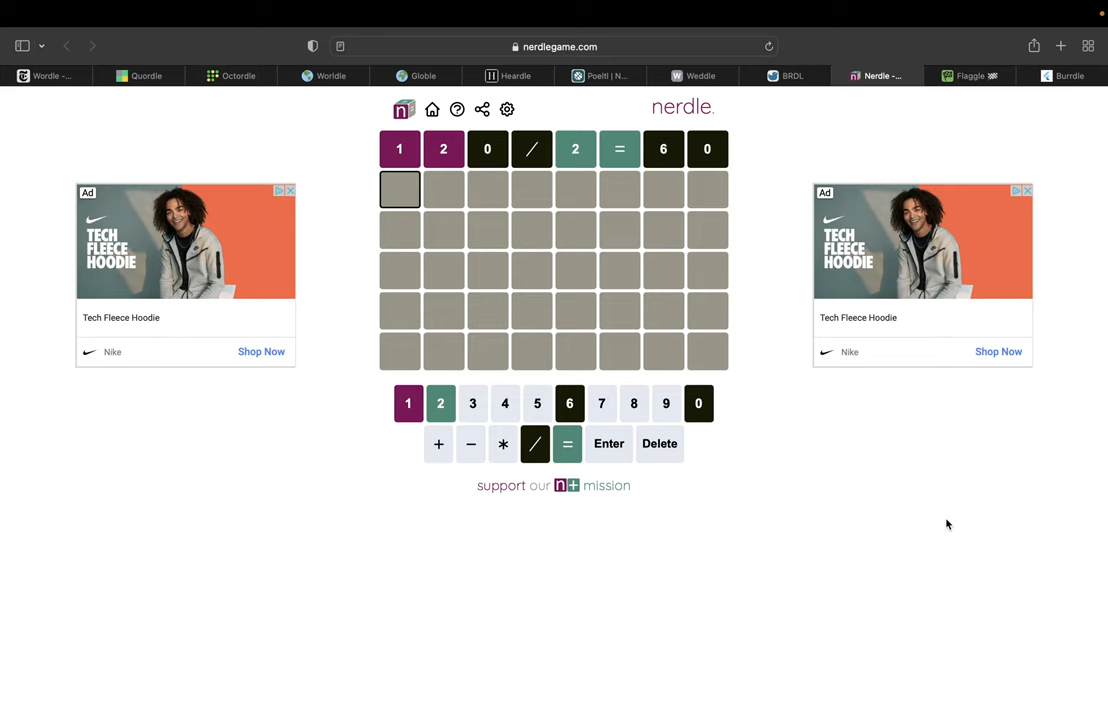 nerdlegame.com
Wordle -... Quordle Octordle Worldle Globle Heardle Poeltl | N... Weddle BRDL Nerdle -... Flaggle Burrdle
n nerdle.
1 2 0 / 2 = 6 0
Ad
TECH
FLEECE
HOODIE
Tech Fleece Hoodie
Nike Shop Now
Ad
TECH
FLEECE
HOODIE
Tech Fleece Hoodie
Nike Shop Now
1 2 3 4 5 6 7 8 9 0
+ − * / = Enter Delete
support our n+ mission